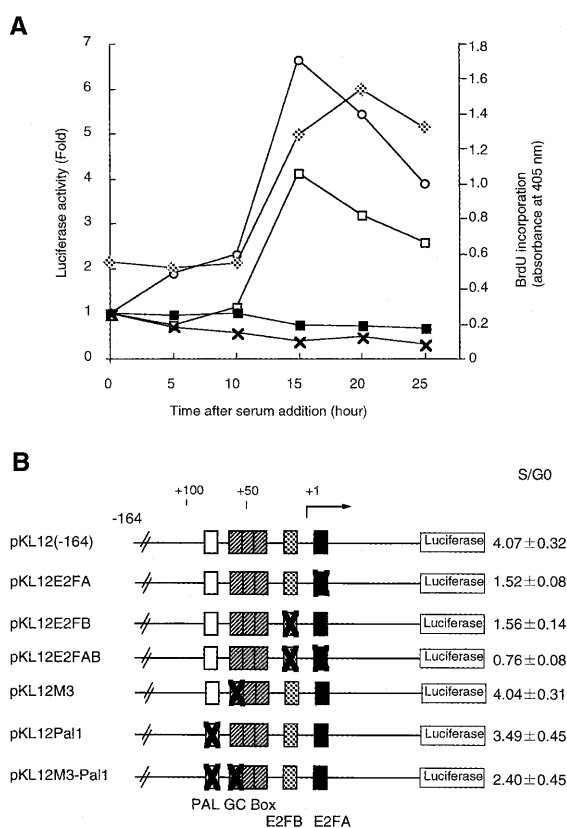 A
7
6
5
4
3
2
1
0
Luciferase activity (Fold)
1.8
1.6
1.4
1.2
1.0
0.8
0.6
0.4
0.2
0
BrdU incorporation
(absorbance at 405 nm)
0 5 10 15 20 25
Time after serum addition (hour)
B
S/G0
-164 +100 +50 +1
pKL12(-164) Luciferase 4.07±0.32
pKL12E2FA Luciferase 1.52±0.08
pKL12E2FB Luciferase 1.56±0.14
pKL12E2FAB Luciferase 0.76±0.08
pKL12M3 Luciferase 4.04±0.31
pKL12Pal1 Luciferase 3.49±0.45
pKL12M3-Pal1 Luciferase 2.40±0.45
PAL GC Box
E2FB E2FA